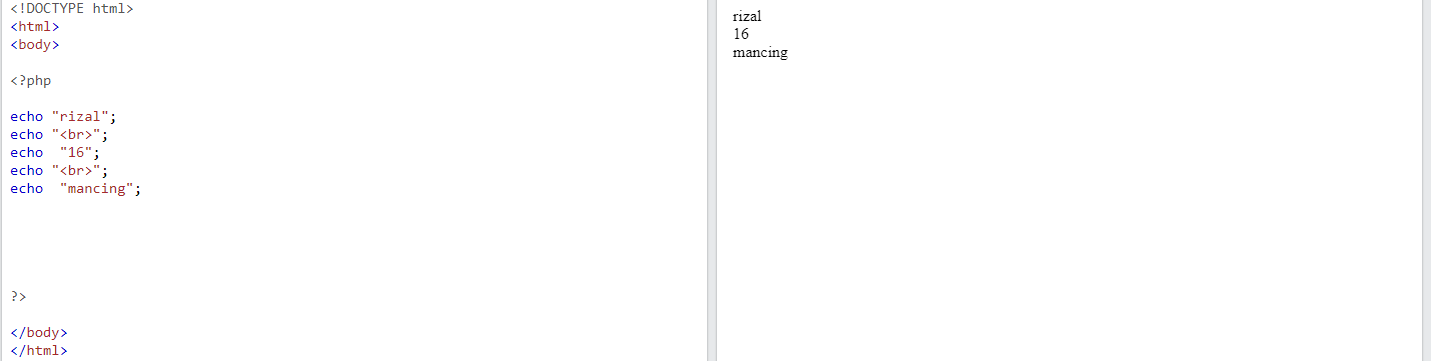 <!DOCTYPE html>
<html>
<body>
<?php
echo "rizal";
echo "<br>";
echo  "16";
echo "<br>";
echo  "mancing";
?>
</body>
</html>
rizal
16
mancing